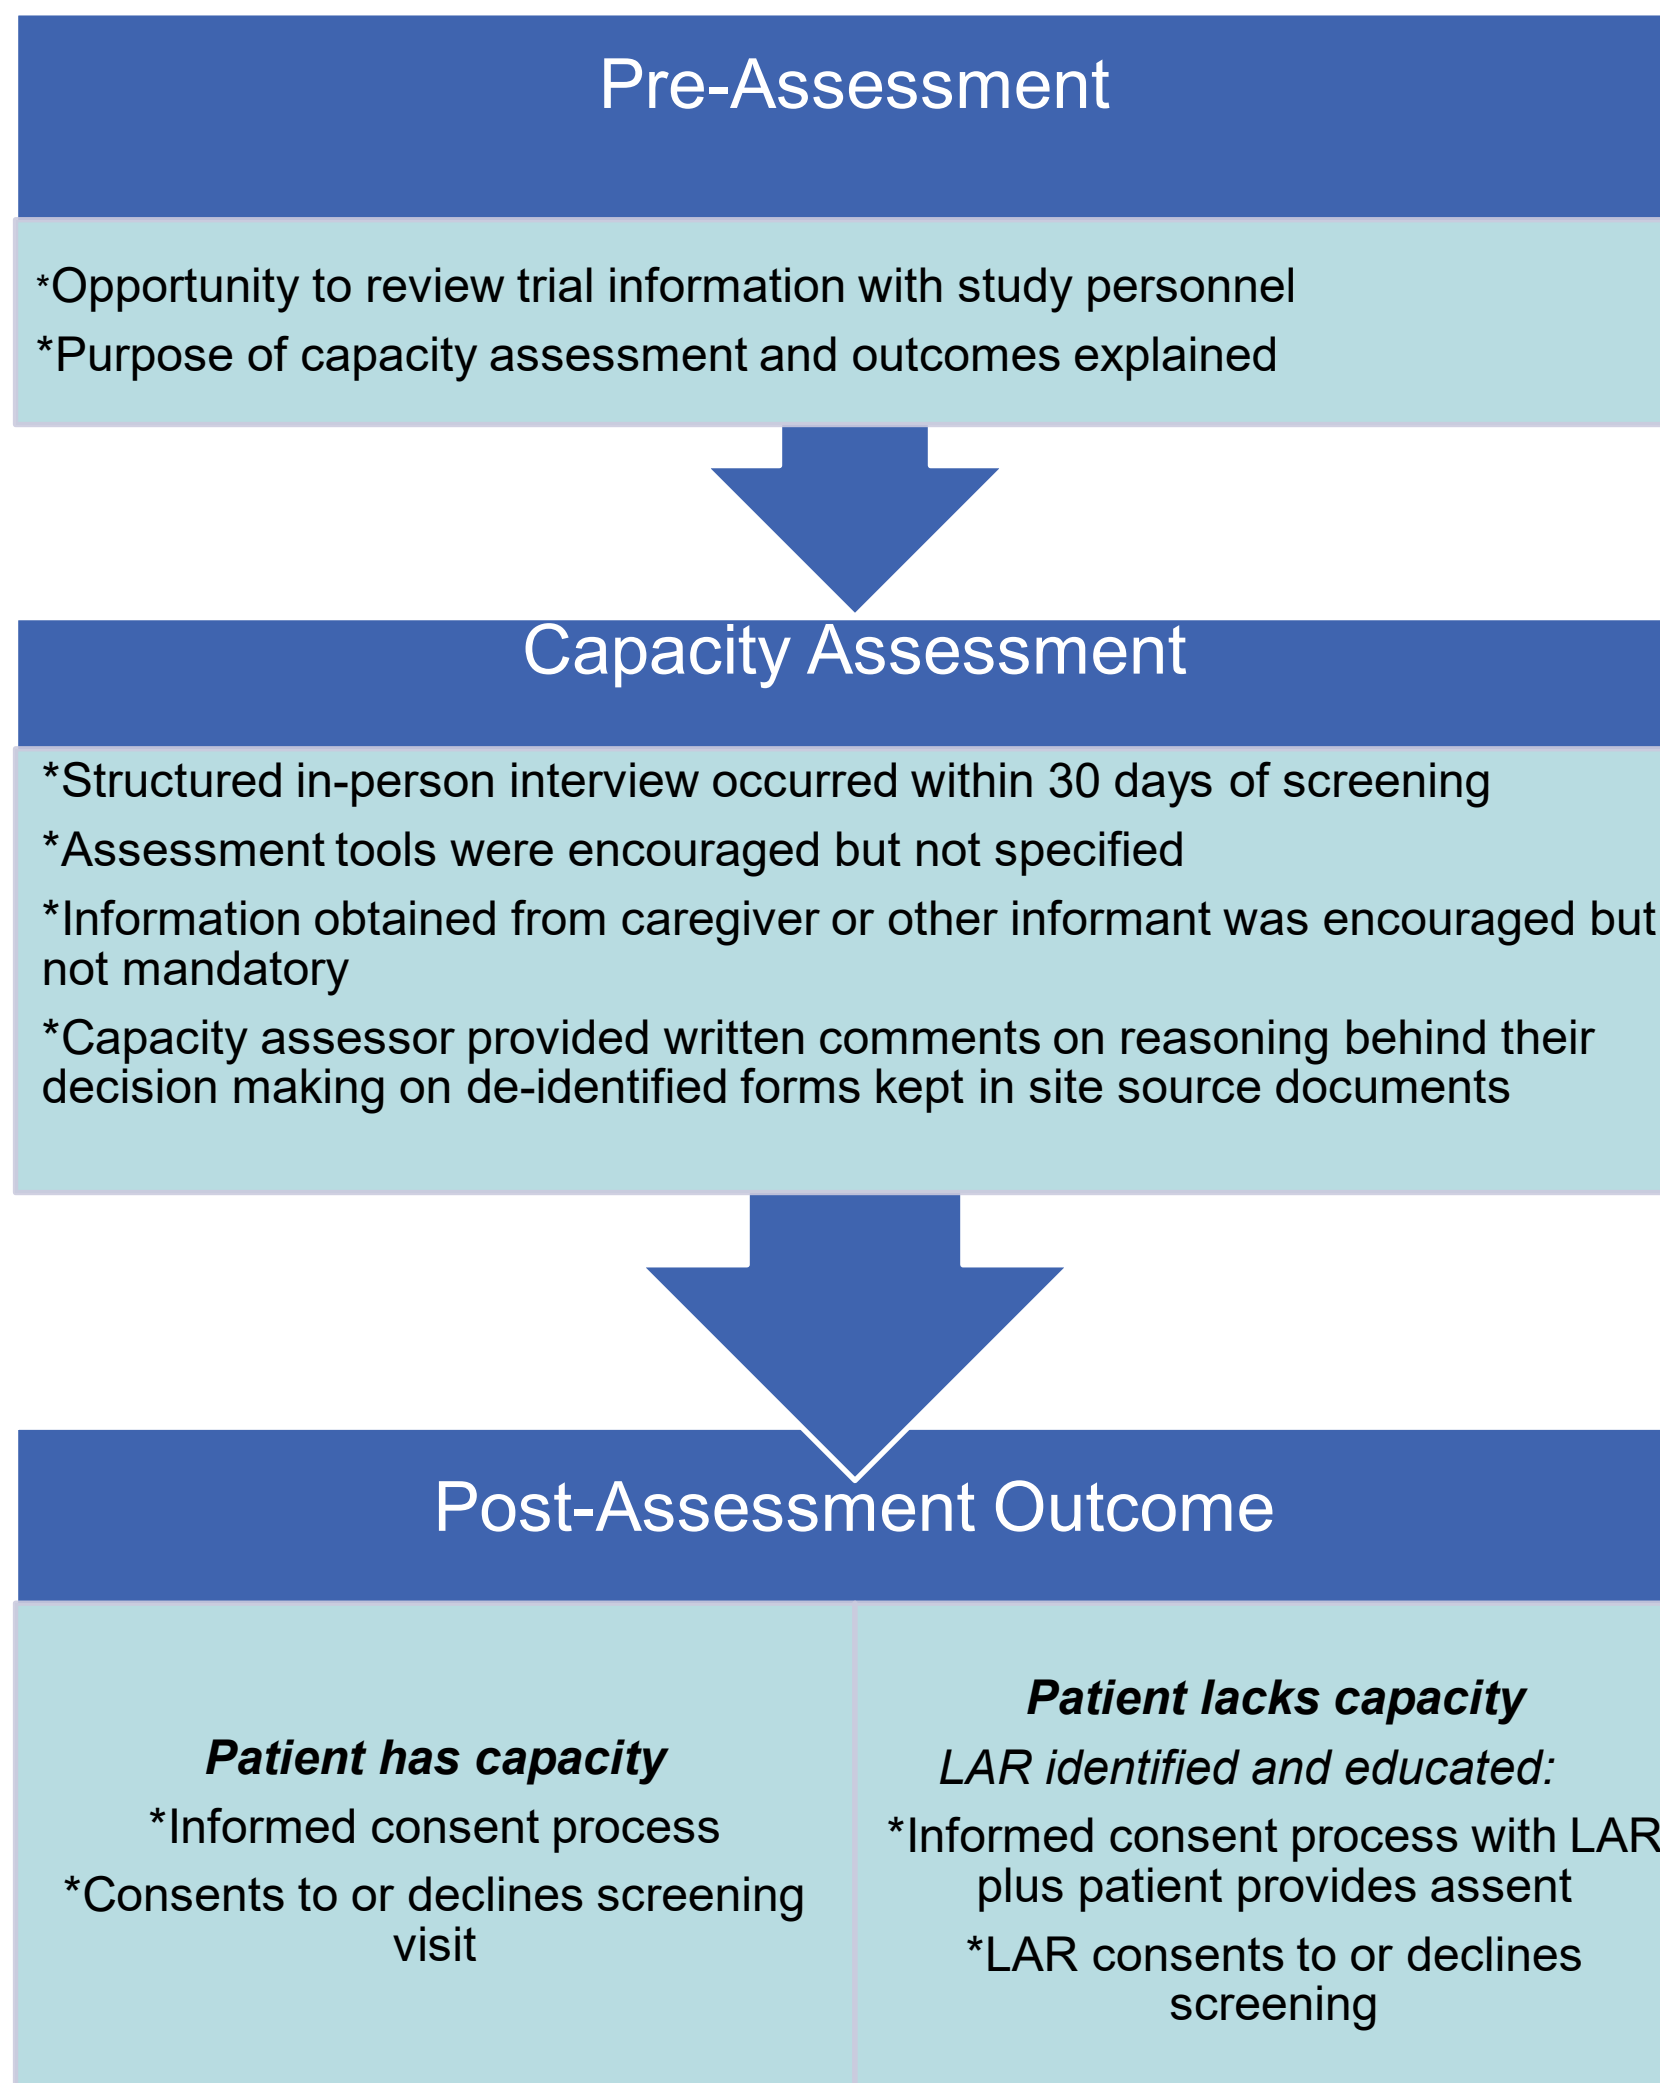 Pre-Assessment
*Opportunity to review trial information with study personnel
*Purpose of capacity assessment and outcomes explained
Capacity Assessment
*Structured in-person interview occurred within 30 days of screening
*Assessment tools were encouraged but not specified
*Information obtained from caregiver or other informant was encouraged but
not mandatory
*Capacity assessor provided written comments on reasoning behind their
decision making on de-identified forms kept in site source documents
Post-Assessment Outcome
Patient has capacity
*Informed consent process
*Consents to or declines screening
visit
Patient lacks capacity
LAR identified and educated:
*Informed consent process with LAR
plus patient provides assent
*LAR consents to or declines
screening